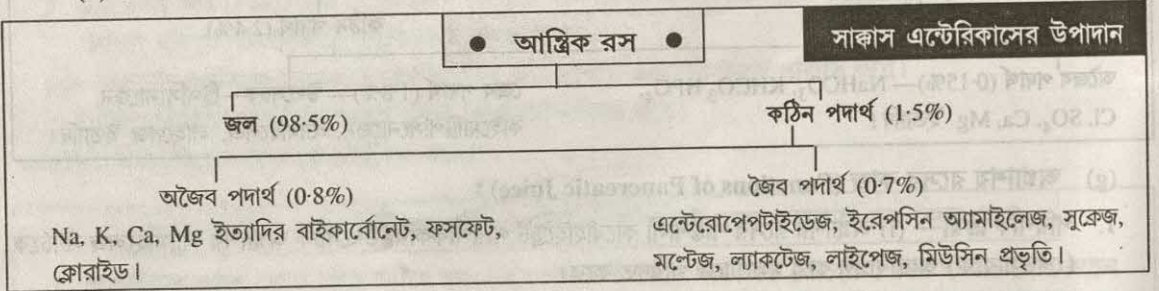 ● আন্ত্রিক রস ●
সাক্কাস এন্টেরিকাসের উপাদান
জল (98·5%)
কঠিন পদার্থ (1·5%)
অজৈব পদার্থ (0·8%)
জৈব পদার্থ (0·7%)
Na, K, Ca, Mg ইত্যাদির বাইকার্বোনেট, ফসফেট,
ক্লোরাইড।
এন্টেরোপেপটাইডেজ, ইরেপসিন অ্যামাইলেজ, সুক্রেজ,
মল্টেজ, ল্যাকটেজ, লাইপেজ, মিউসিন প্রভৃতি।